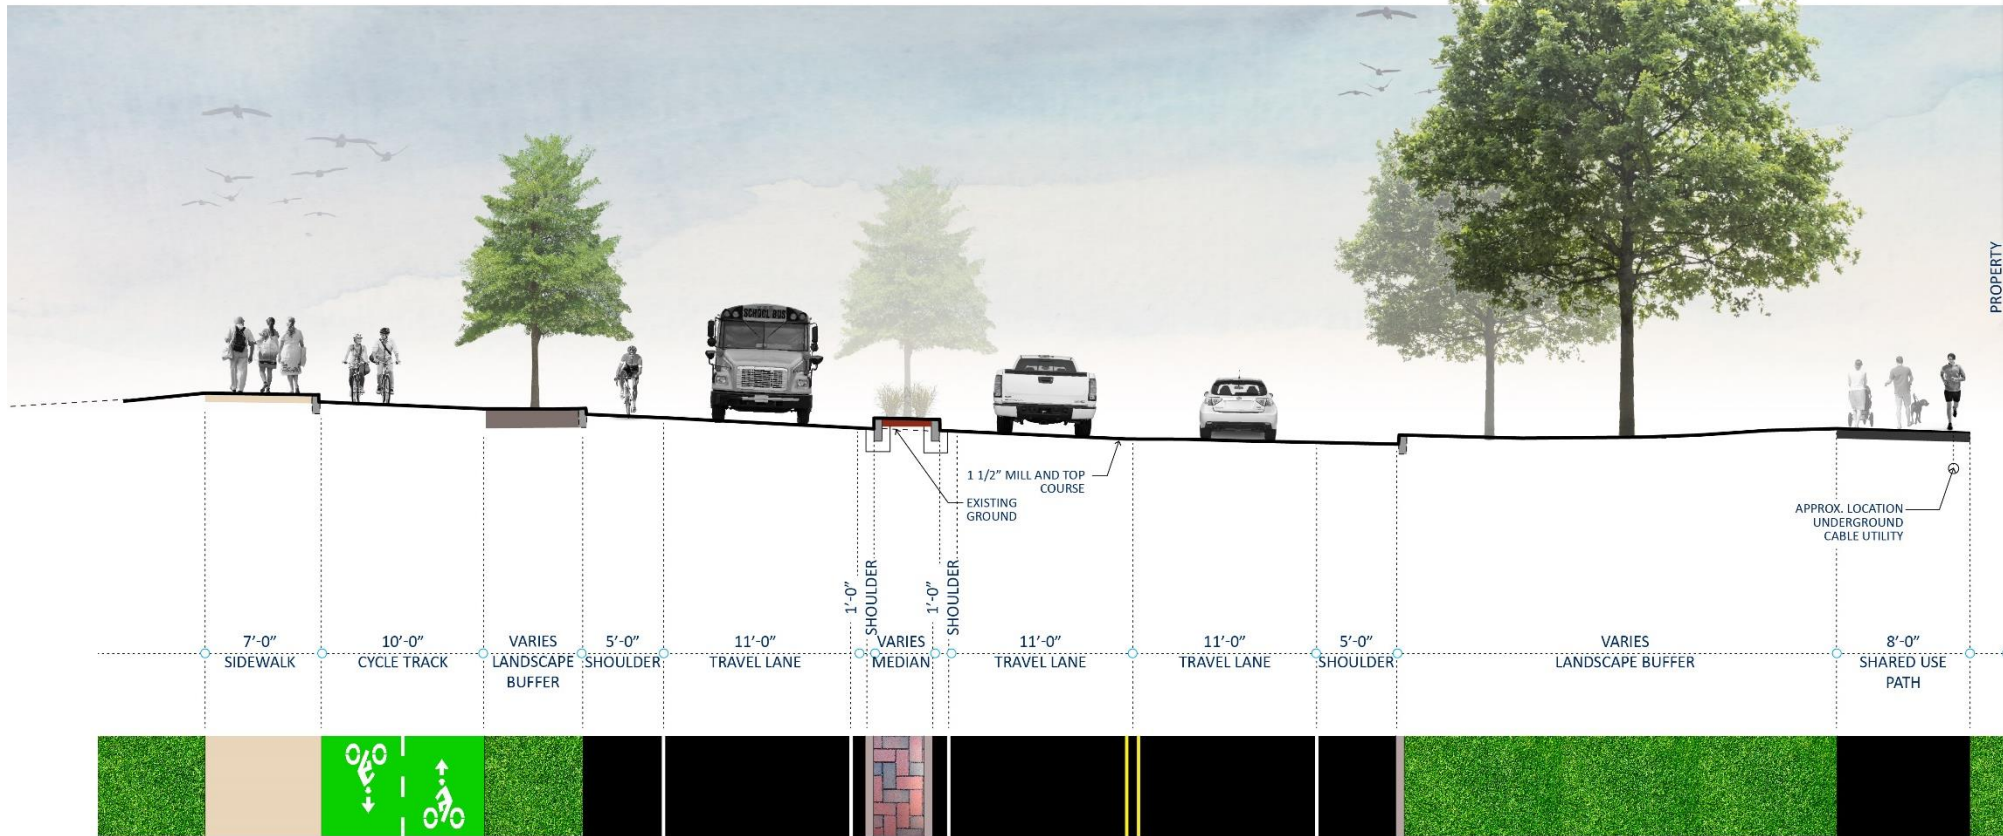 SCHOOL BUS
PROPERTY
1 1/2” MILL AND TOP
COURSE
EXISTING
GROUND
APPROX. LOCATION
UNDERGROUND
CABLE UTILITY
7’-0”
SIDEWALK
10’-0”
CYCLE TRACK
VARIES
LANDSCAPE
BUFFER
5’-0”
SHOULDER
11’-0”
TRAVEL LANE
1’-0”
SHOULDER
VARIES
MEDIAN
1’-0”
SHOULDER
11’-0”
TRAVEL LANE
11’-0”
TRAVEL LANE
5’-0”
SHOULDER
VARIES
LANDSCAPE BUFFER
8’-0”
SHARED USE
PATH